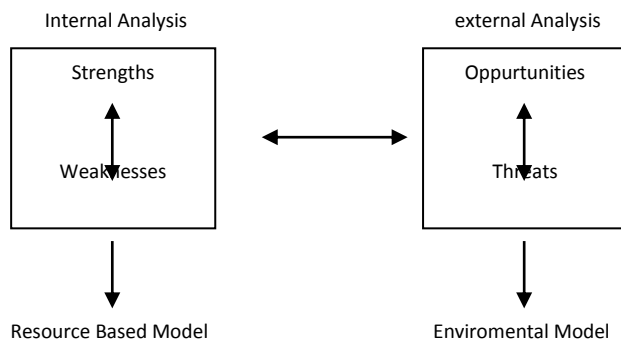 Internal Analysis
external Analysis
Strengths
Oppurtunities
Weaknesses
Threats
Resource Based Model
Enviromental Model